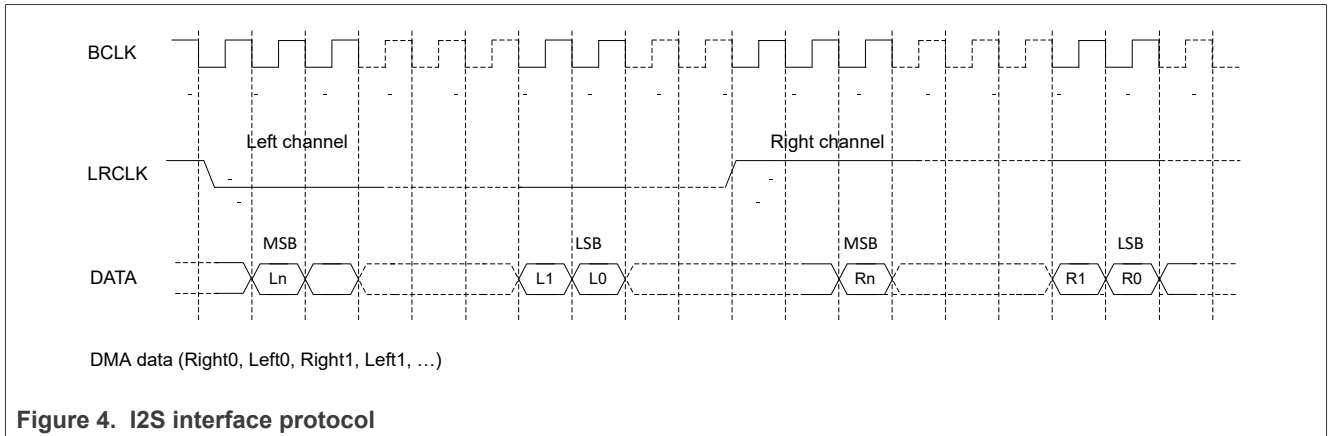 BCLK
Left channel
Right channel
LRCLK
MSB
LSB
MSB
LSB
DATA
Ln
L1
L0
Rn
R1
R0
DMA data (Right0, Left0, Right1, Left1, …)
Figure 4. I2S interface protocol